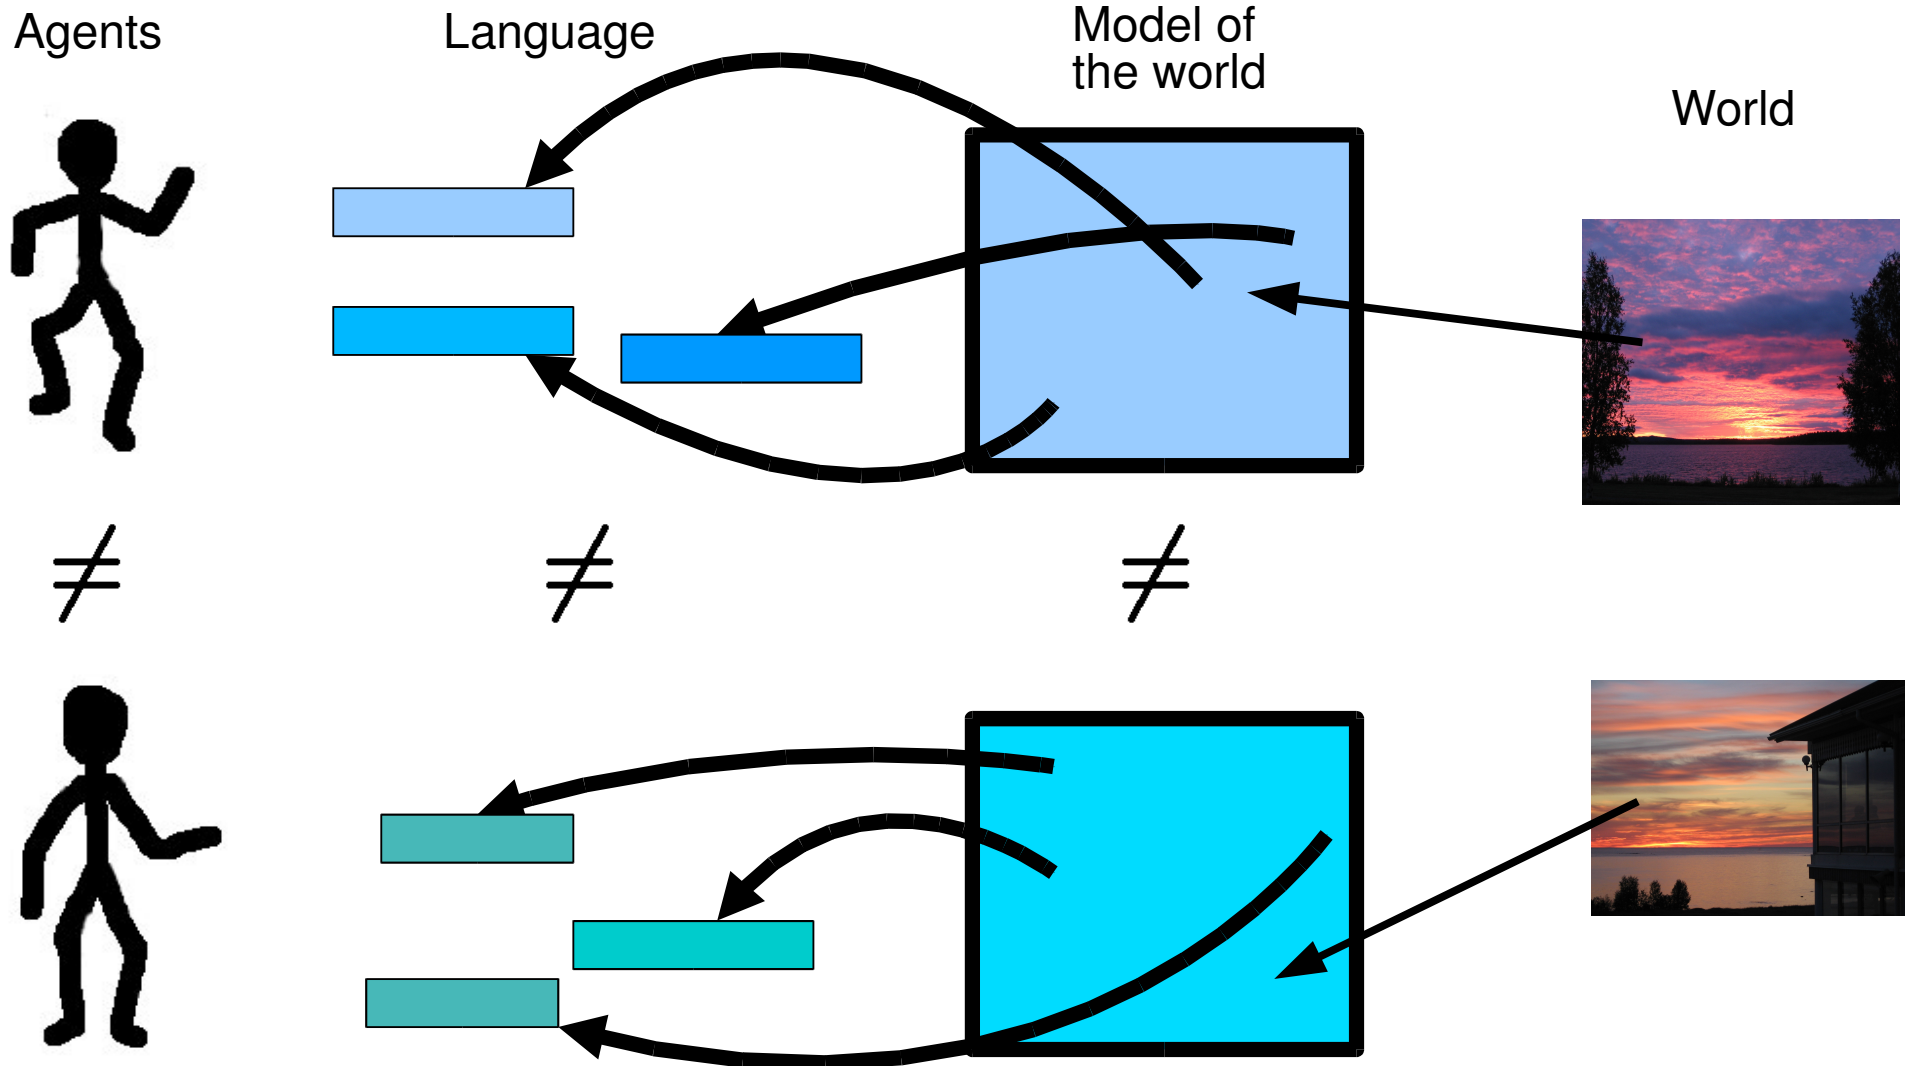 Agents
Language
Model of
the world
World
≠
≠
≠